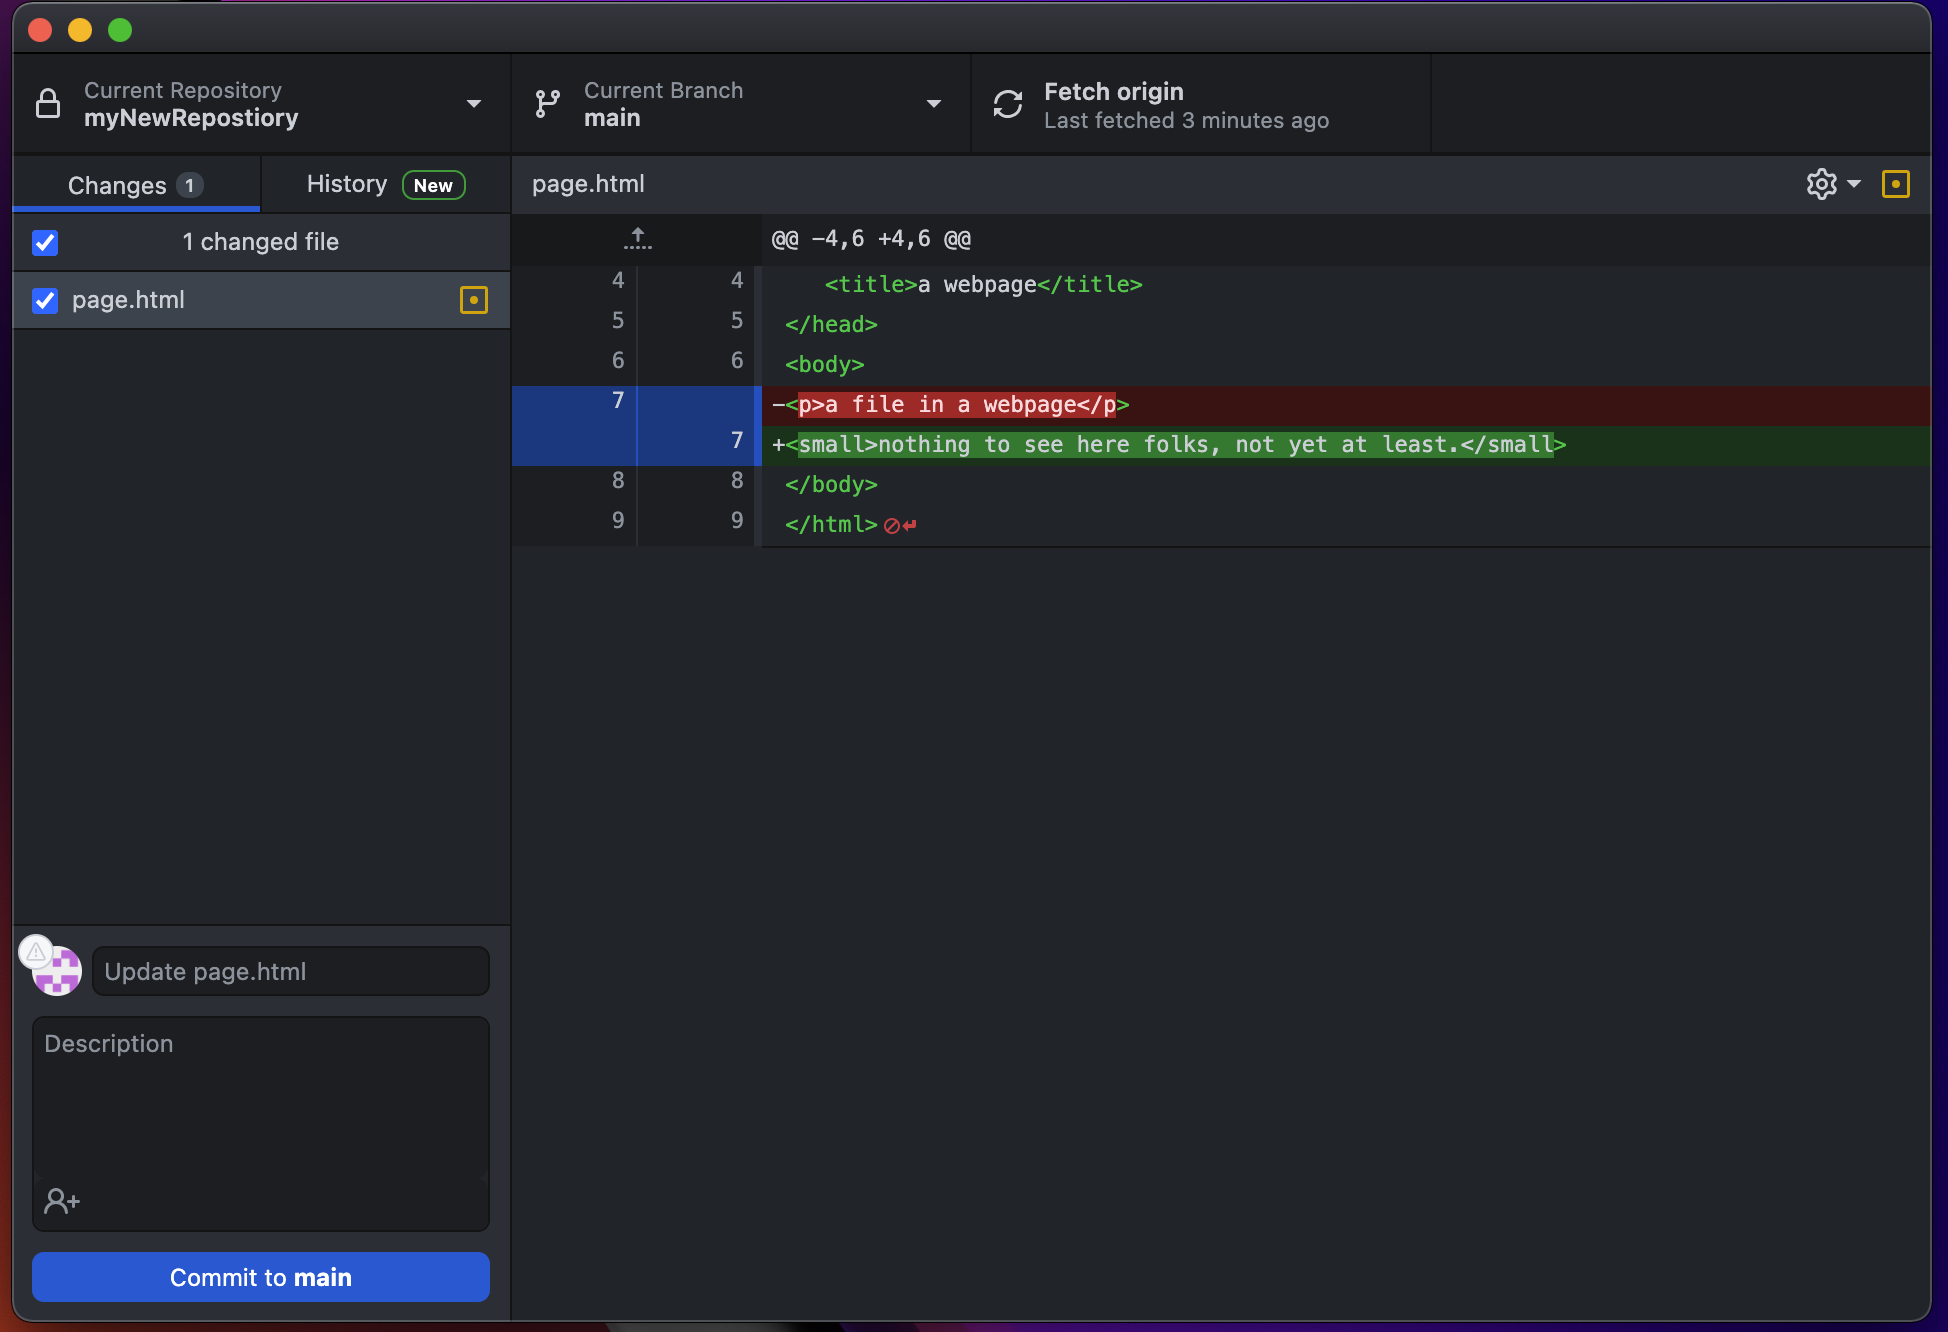 Current Repository
myNewRepostiory
Current Branch
main
Fetch origin
Last fetched 3 minutes ago
Changes 1
History New
1 changed file
page.html
page.html
@@ -4,6 +4,6 @@
4 4 <title>a webpage</title>
5 5 </head>
6 6 <body>
7 -<p>a file in a webpage</p>
7 +<small>nothing to see here folks, not yet at least.</small>
8 8 </body>
9 9 </html>
Update page.html
Description
Commit to main